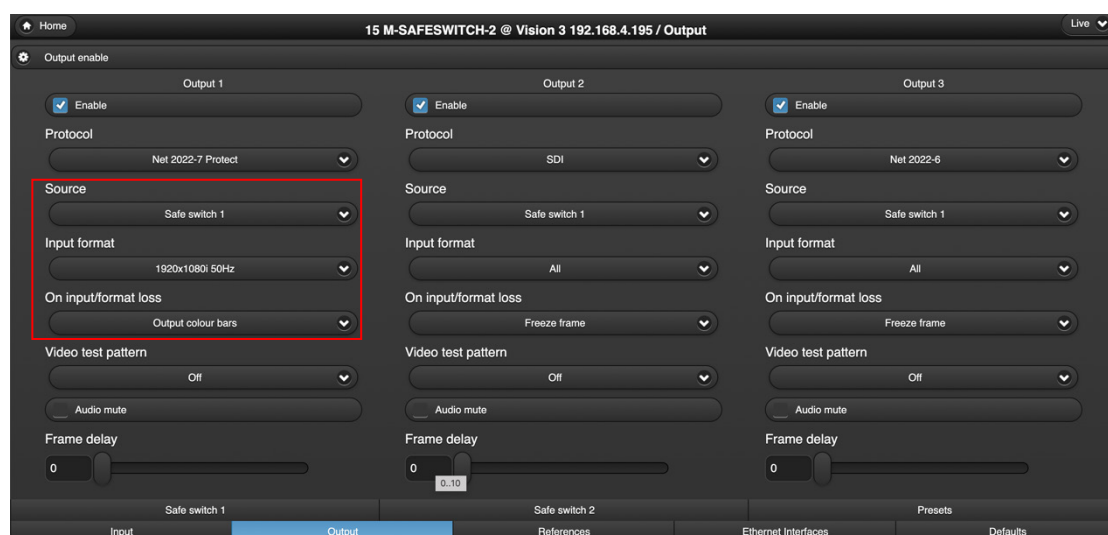 Home
15 M-SAFESWITCH-2 @ Vision 3 192.168.4.195 / Output
Live
Output enable
Output 1 Output 2 Output 3
Enable Enable Enable
Protocol Protocol Protocol
Net 2022-7 Protect SDI Net 2022-6
Source Source Source
Safe switch 1 Safe switch 1 Safe switch 1
Input format Input format Input format
1920x1080i 50Hz All All
On input/format loss On input/format loss On input/format loss
Output colour bars Freeze frame Freeze frame
Video test pattern Video test pattern Video test pattern
Off Off Off
Audio mute Audio mute Audio mute
Frame delay Frame delay Frame delay
0 0 0
0..10
Safe switch 1 Safe switch 2 Presets
Input Output References Ethernet Interfaces Defaults